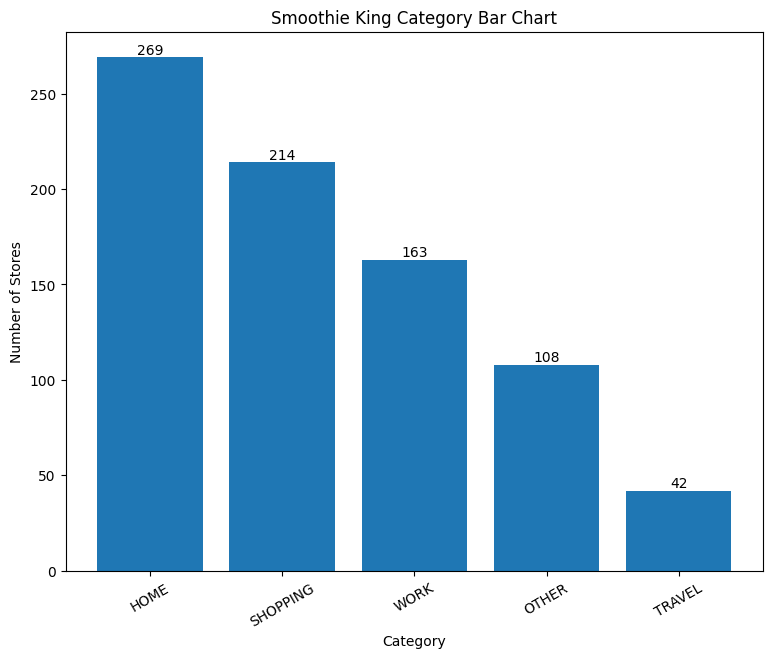 Smoothie King Category Bar Chart
269
214
163
108
42
250
200
150
100
50
0
Number of Stores
HOME
SHOPPING
WORK
OTHER
TRAVEL
Category